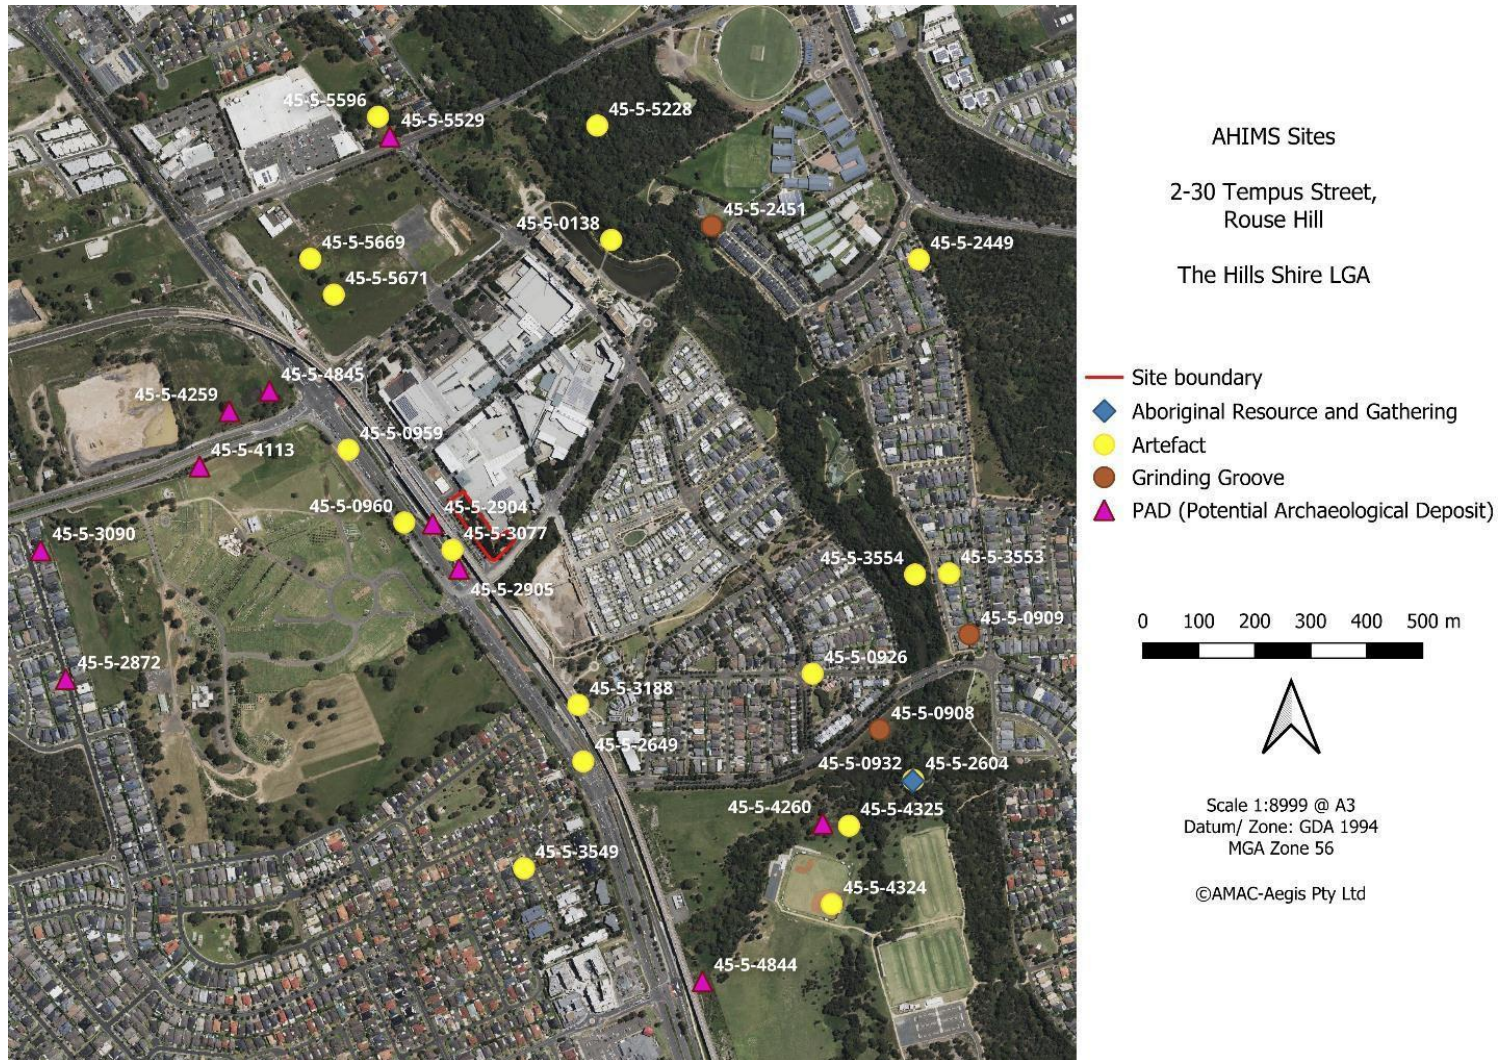 45-5-5596
45-5-5529
45-5-5228
45-5-0138
45-5-2451
45-5-5669
45-5-2449
45-5-5671
45-5-4845
45-5-4259
45-5-0959
45-5-4113
45-5-0960
45-5-2904
45-5-3077
45-5-3090
45-5-2905
45-5-3554
45-5-3553
45-5-0909
45-5-2872
45-5-0926
45-5-3188
45-5-0908
45-5-2649
45-5-0932
45-5-2604
45-5-4260
45-5-4325
45-5-3549
45-5-4324
45-5-4844
AHIMS Sites
2-30 Tempus Street,
Rouse Hill
The Hills Shire LGA
Site boundary
Aboriginal Resource and Gathering
Artefact
Grinding Groove
PAD (Potential Archaeological Deposit)
0 100 200 300 400 500 m
Scale 1:8999 @ A3
Datum/ Zone: GDA 1994
MGA Zone 56
©AMAC-Aegis Pty Ltd